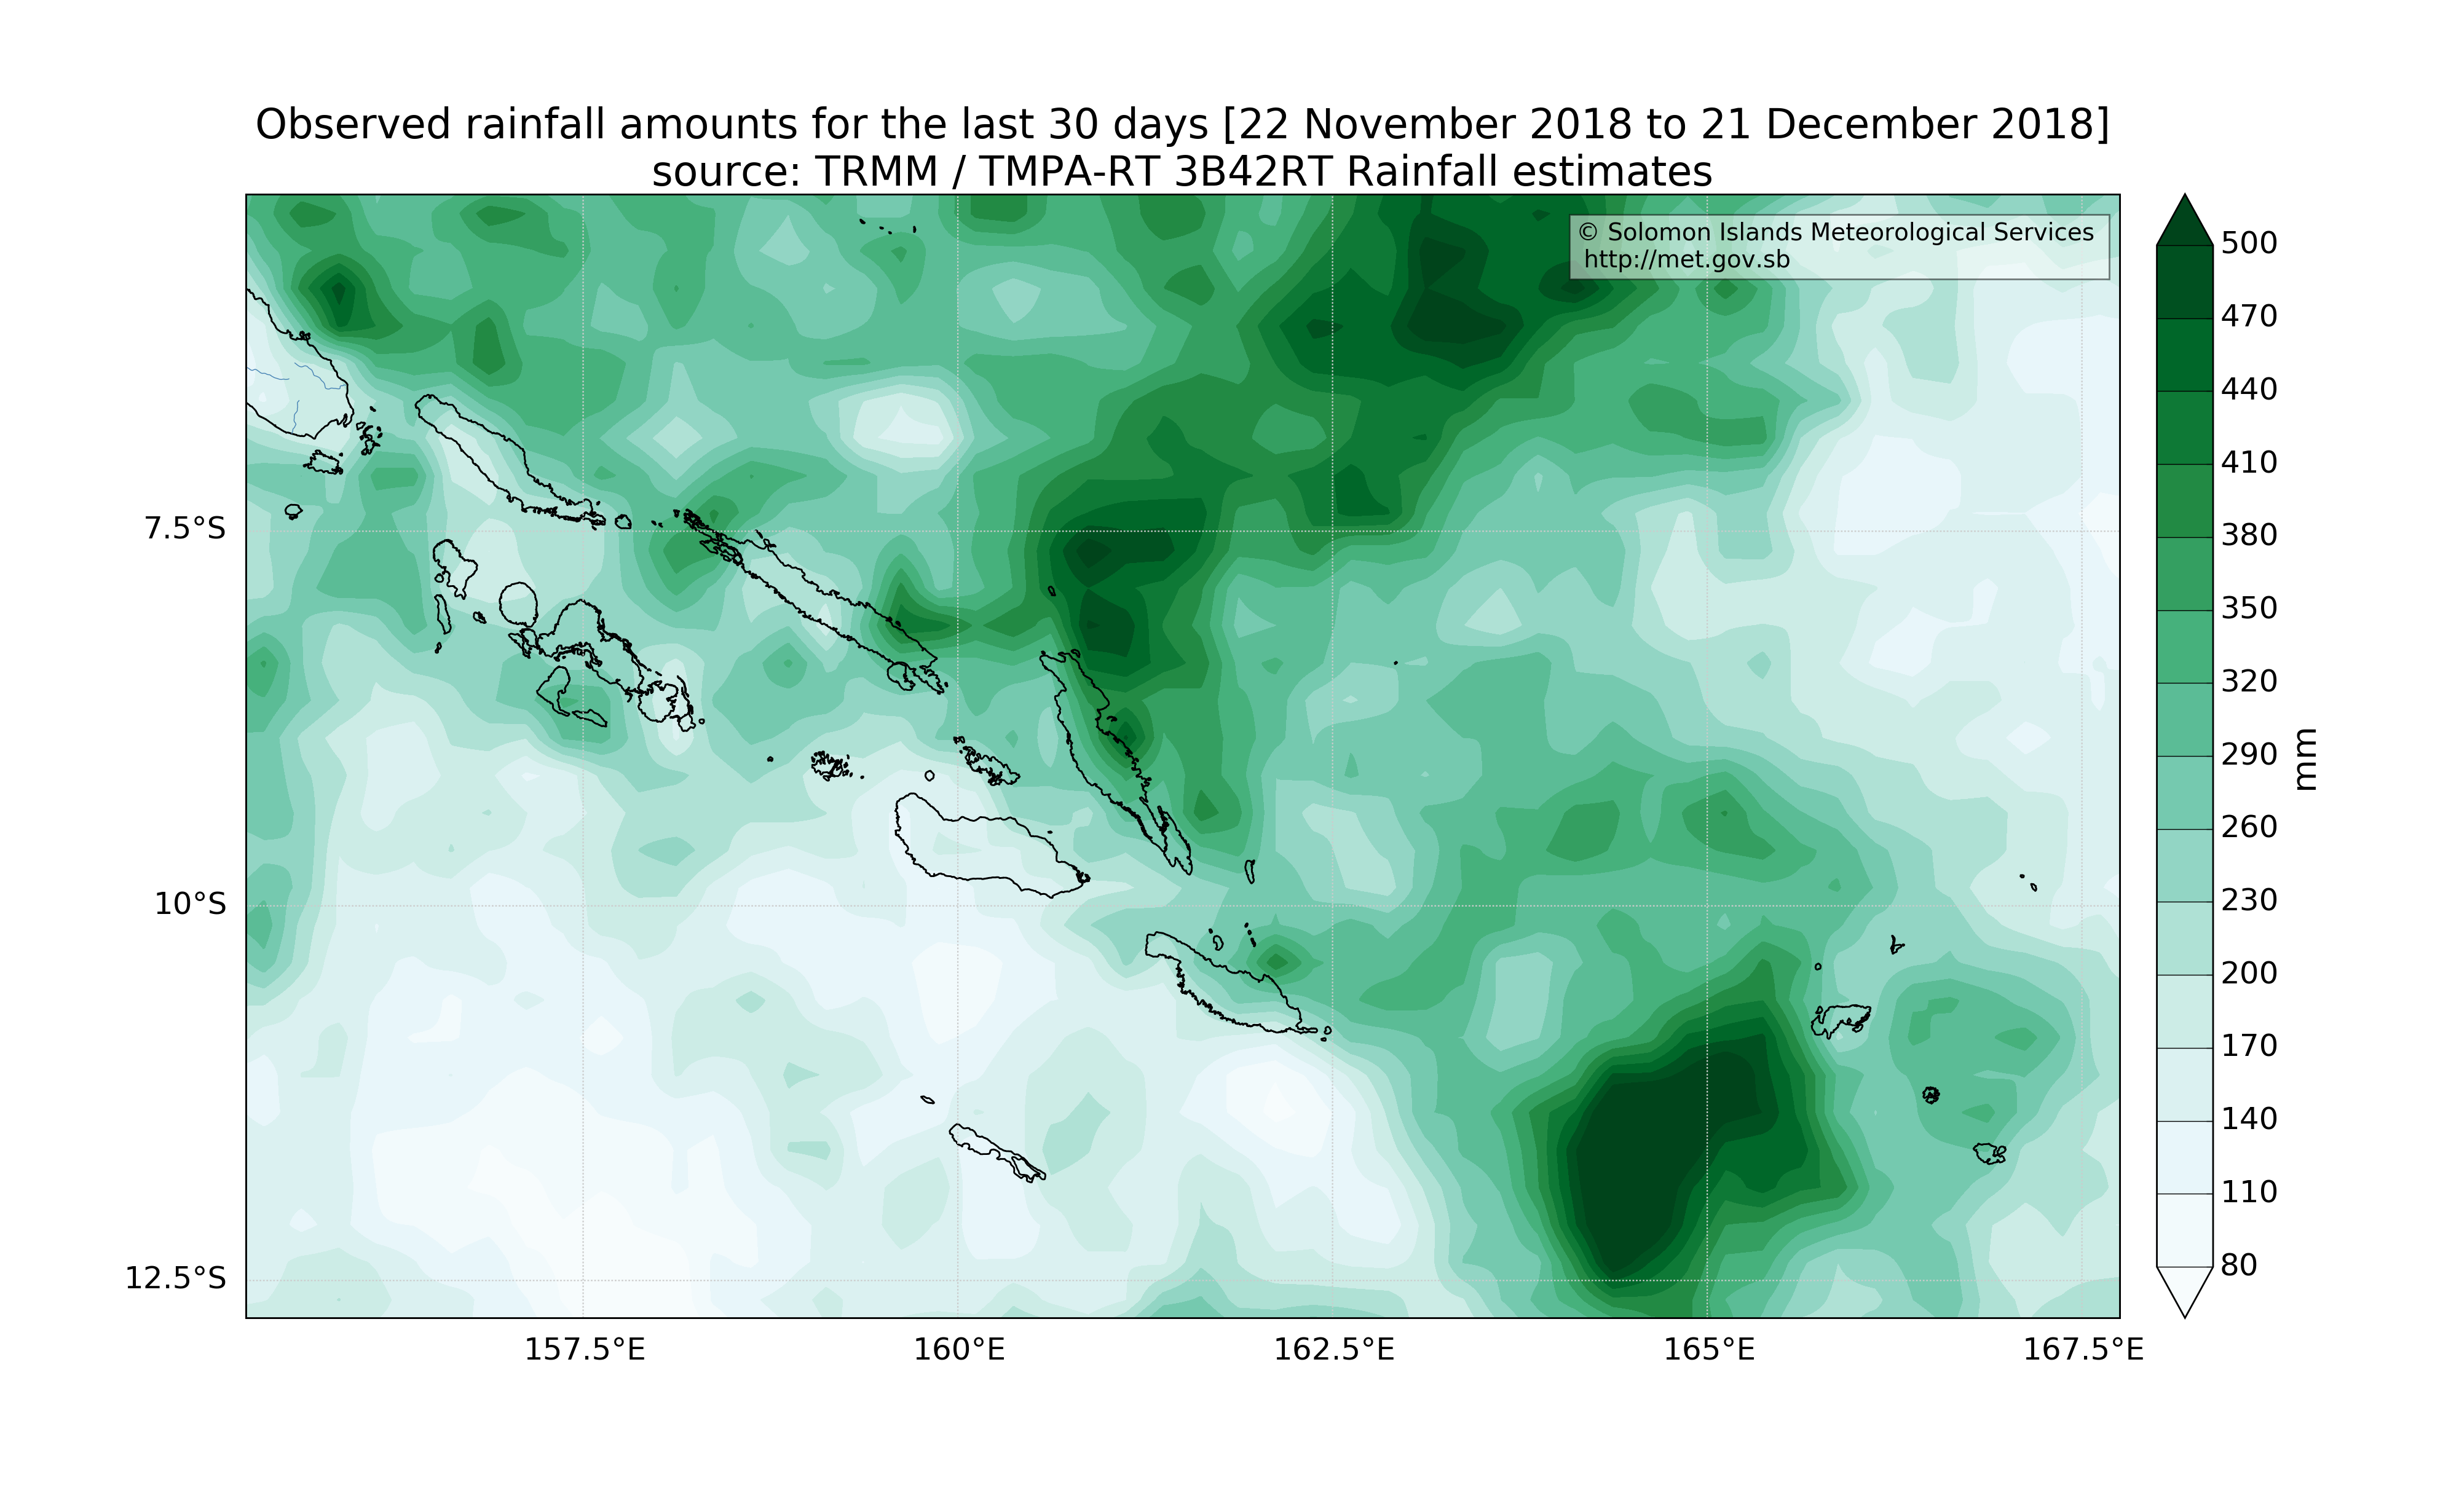 Observed rainfall amounts for the last 30 days [22 November 2018 to 21 December 2018]
source: TRMM / TMPA-RT 3B42RT Rainfall estimates
© Solomon Islands Meteorological Services
http://met.gov.sb
7.5°S
10°S
12.5°S
157.5°E
160°E
162.5°E
165°E
167.5°E
500
470
440
410
380
350
320
290
260
230
200
170
140
110
80
mm